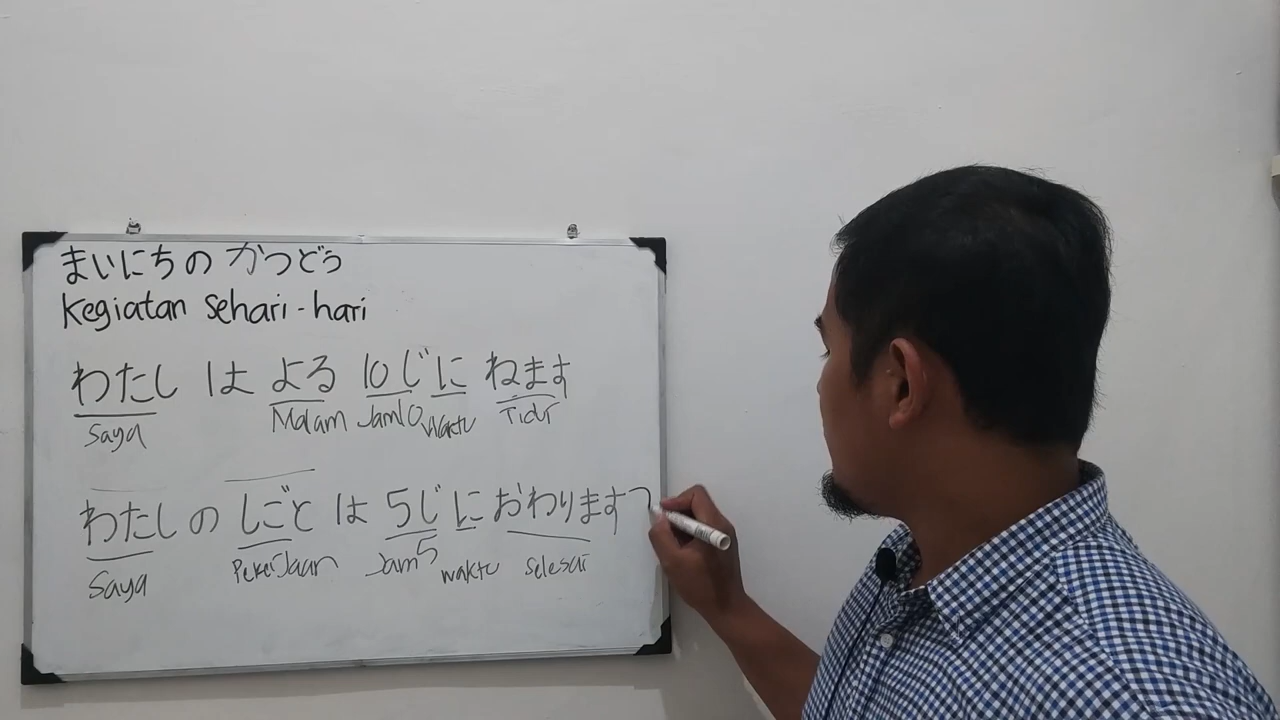 まいにちの かつどう
Kegiatan Sehari-hari
わたし は よる 10じに ねます
Saya Malam Jam10 Waktu Tidr
わたしの しごと は 5じ に おわります
Saya Pekerjaan Jam5 waktu selesai